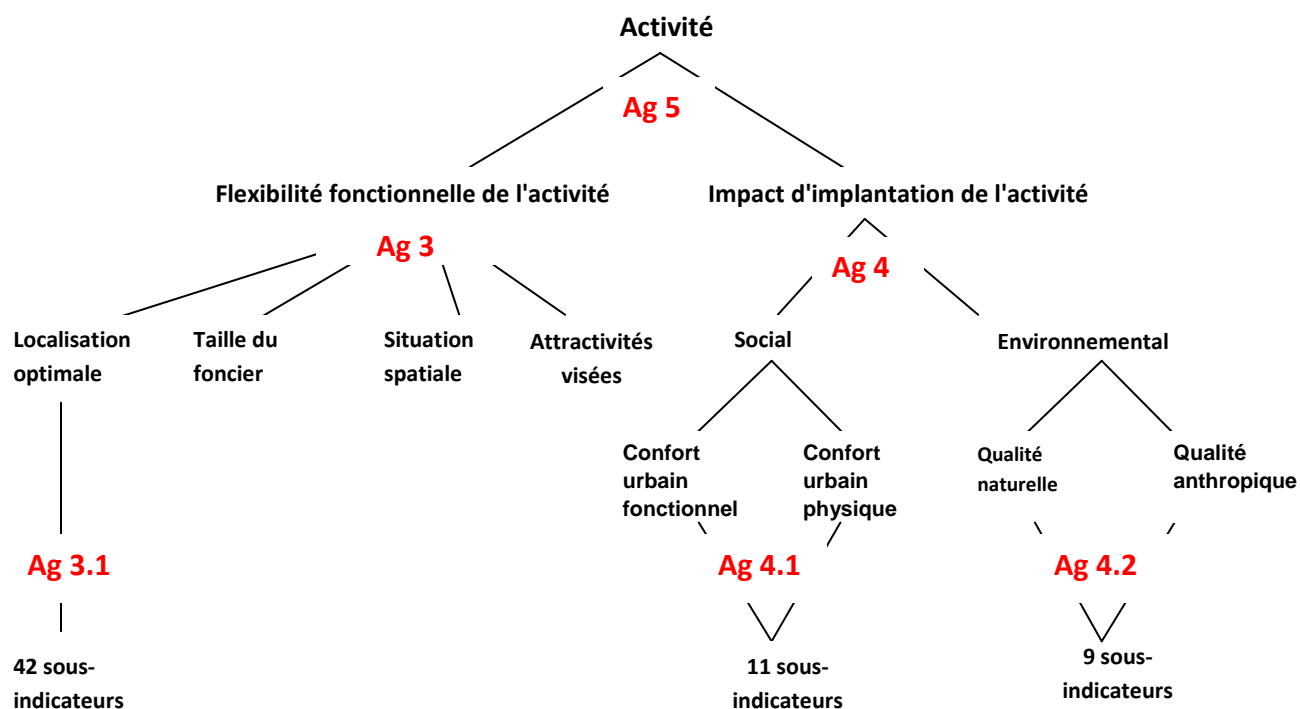 Activité
Ag 5
Flexibilité fonctionnelle de l'activité
Impact d'implantation de l'activité
Ag 3
Ag 4
Localisation
optimale
Taille du
foncier
Situation
spatiale
Attractivités
visées
Social
Environnemental
Confort
urbain
fonctionnel
Confort
urbain
physique
Qualité
naturelle
Qualité
anthropique
Ag 3.1
Ag 4.1
Ag 4.2
42 sous-
indicateurs
11 sous-
indicateurs
9 sous-
indicateurs